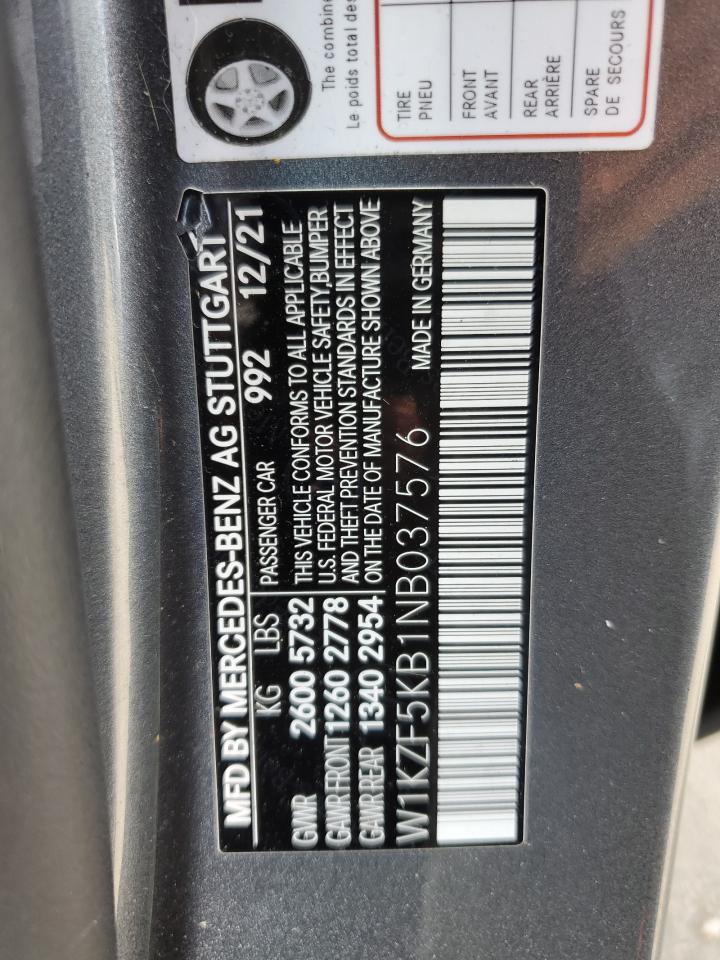 The combine
Le poids total des
TIRE
PNEU
FRONT
AVANT
REAR
ARRIÈRE
SPARE
DE SECOURS
MFD BY MERCEDES-BENZ AG STUTTGART
KG LBS PASSENGER CAR 992 12/21
GVWR 2600 5732 THIS VEHICLE CONFORMS TO ALL APPLICABLE
GAWR FRONT 1260 2778 U.S. FEDERAL MOTOR VEHICLE SAFETY,BUMPER
GAWR REAR 1340 2954 AND THEFT PREVENTION STANDARDS IN EFFECT
ON THE DATE OF MANUFACTURE SHOWN ABOVE
W1KZF5KB1NB037576 MADE IN GERMANY